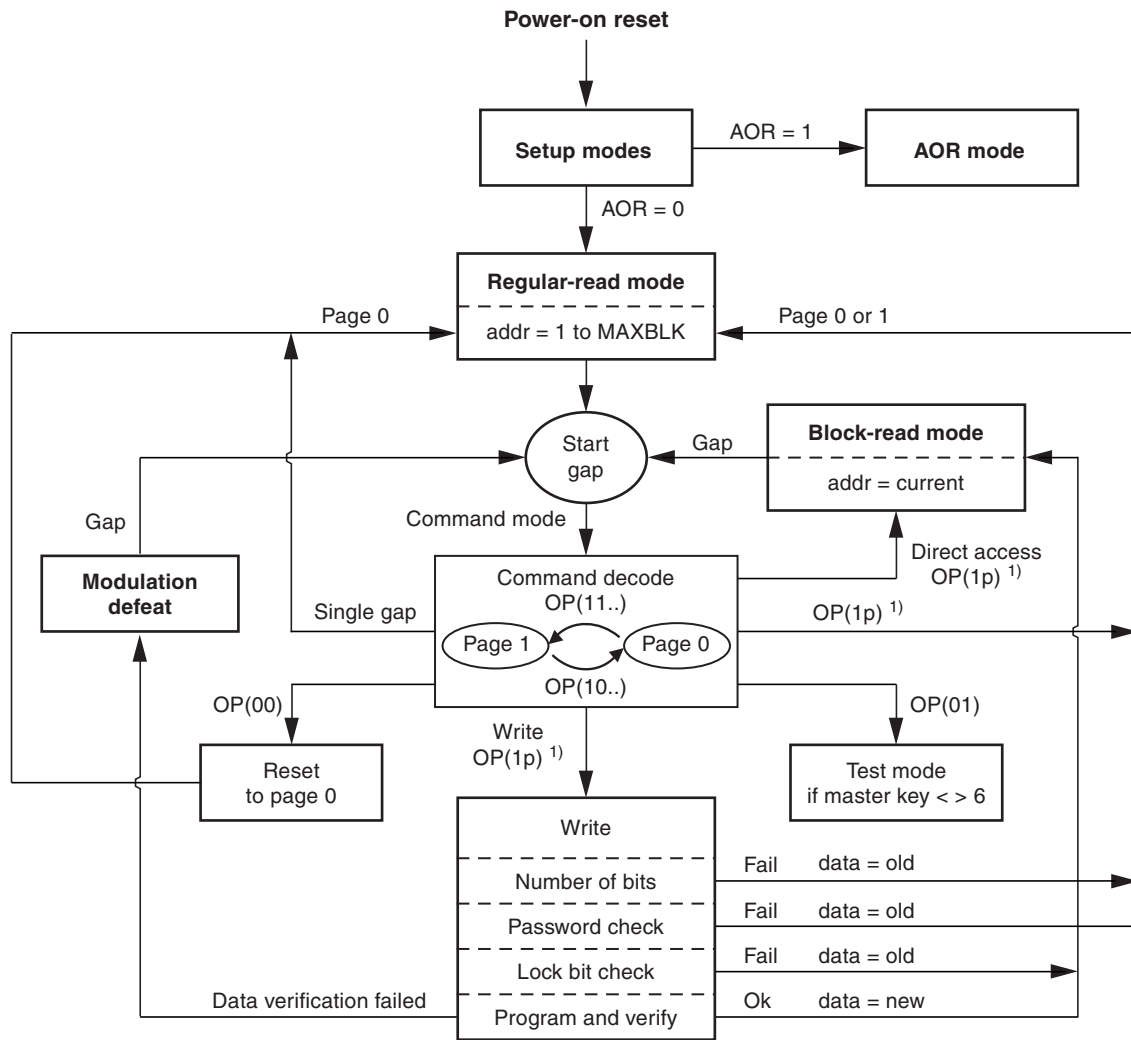 Power-on reset
Setup modes
AOR = 1
AOR mode
AOR = 0
Regular-read mode
addr = 1 to MAXBLK
Page 0
Page 0 or 1
Start
gap
Gap
Block-read mode
addr = current
Command mode
Gap
Modulation
defeat
Direct access
OP(1p) 1)
Command decode
OP(11..)
Single gap
OP(1p) 1)
Page 1
Page 0
OP(10..)
OP(00)
OP(01)
Write
OP(1p) 1)
Reset
to page 0
Test mode
if master key < > 6
Write
Number of bits
Fail data = old
Password check
Fail data = old
Lock bit check
Fail data = old
Data verification failed
Program and verify
Ok data = new